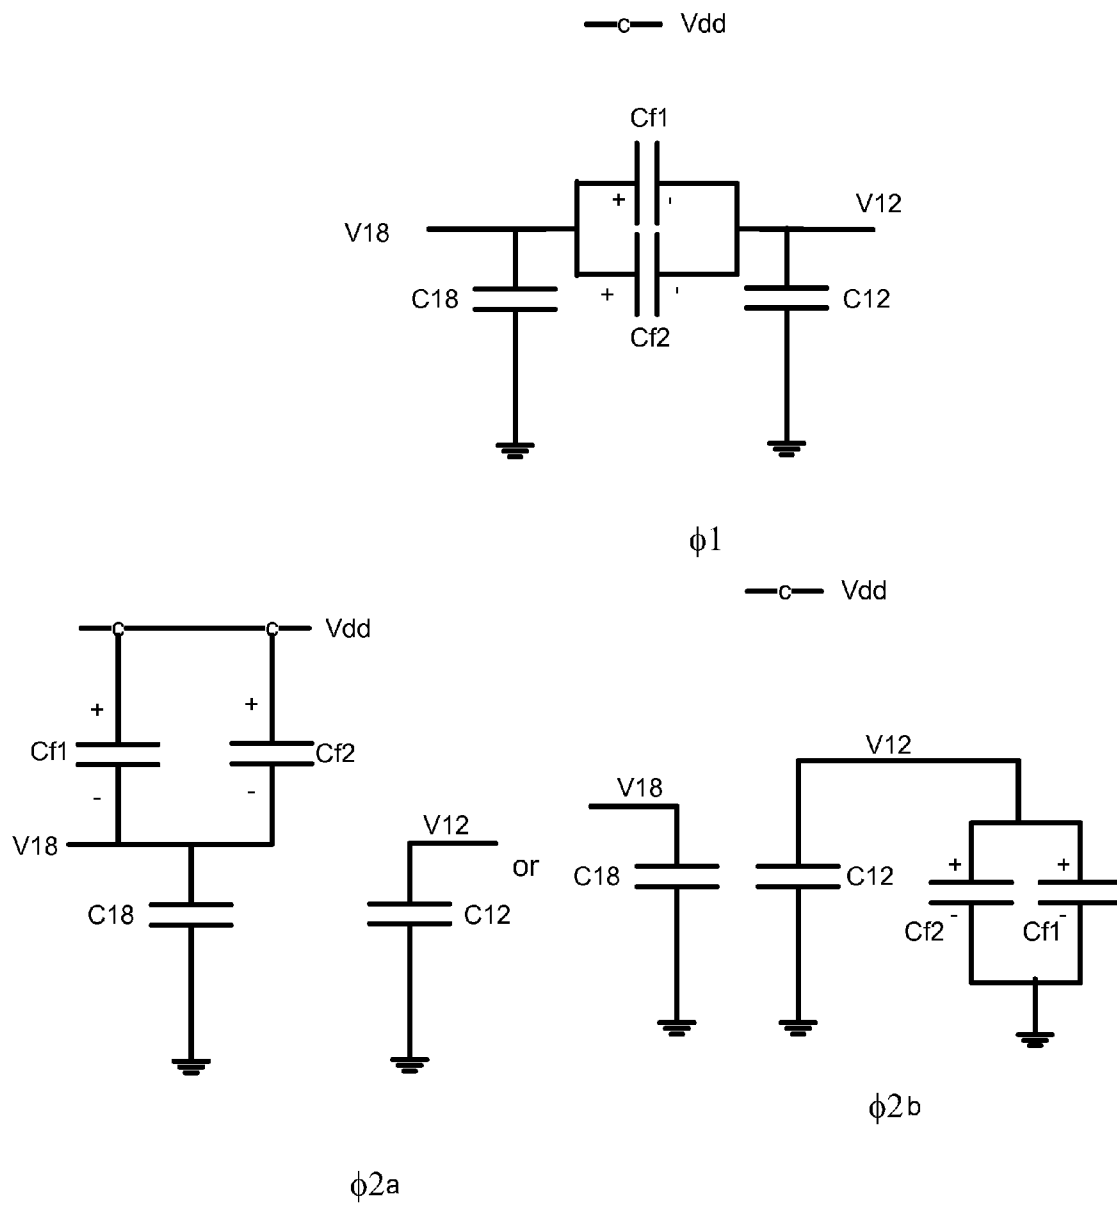 c Vdd
Cf1
+ -
V18 V12
C18 + - C12
Cf2
ϕ1
c c Vdd
+ +
Cf1 Cf2
- -
V18
V12
C18 C12
or
ϕ2a
c Vdd
V12
V18
C18 C12 + +
Cf2 - Cf1 -
ϕ2b